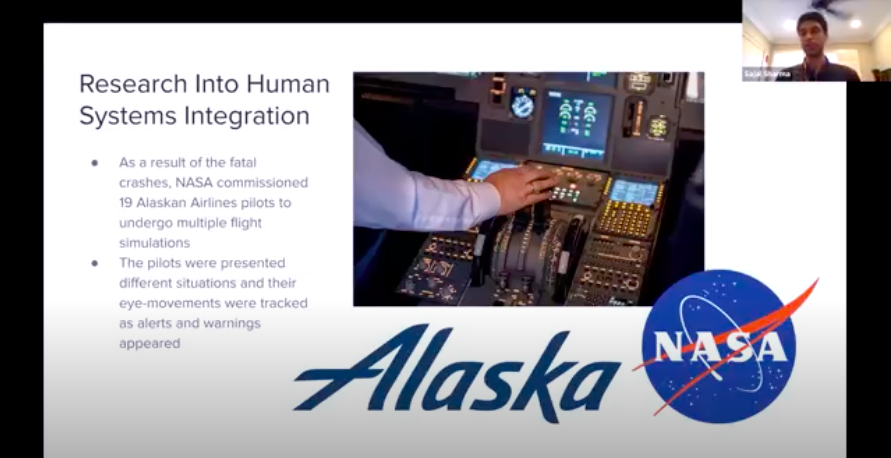 Sajal Sharma
Research Into Human
Systems Integration
● As a result of the fatal
crashes, NASA commissioned
19 Alaskan Airlines pilots to
undergo multiple flight
simulations
● The pilots were presented
different situations and their
eye-movements were tracked
as alerts and warnings
appeared
Alaska
NASA